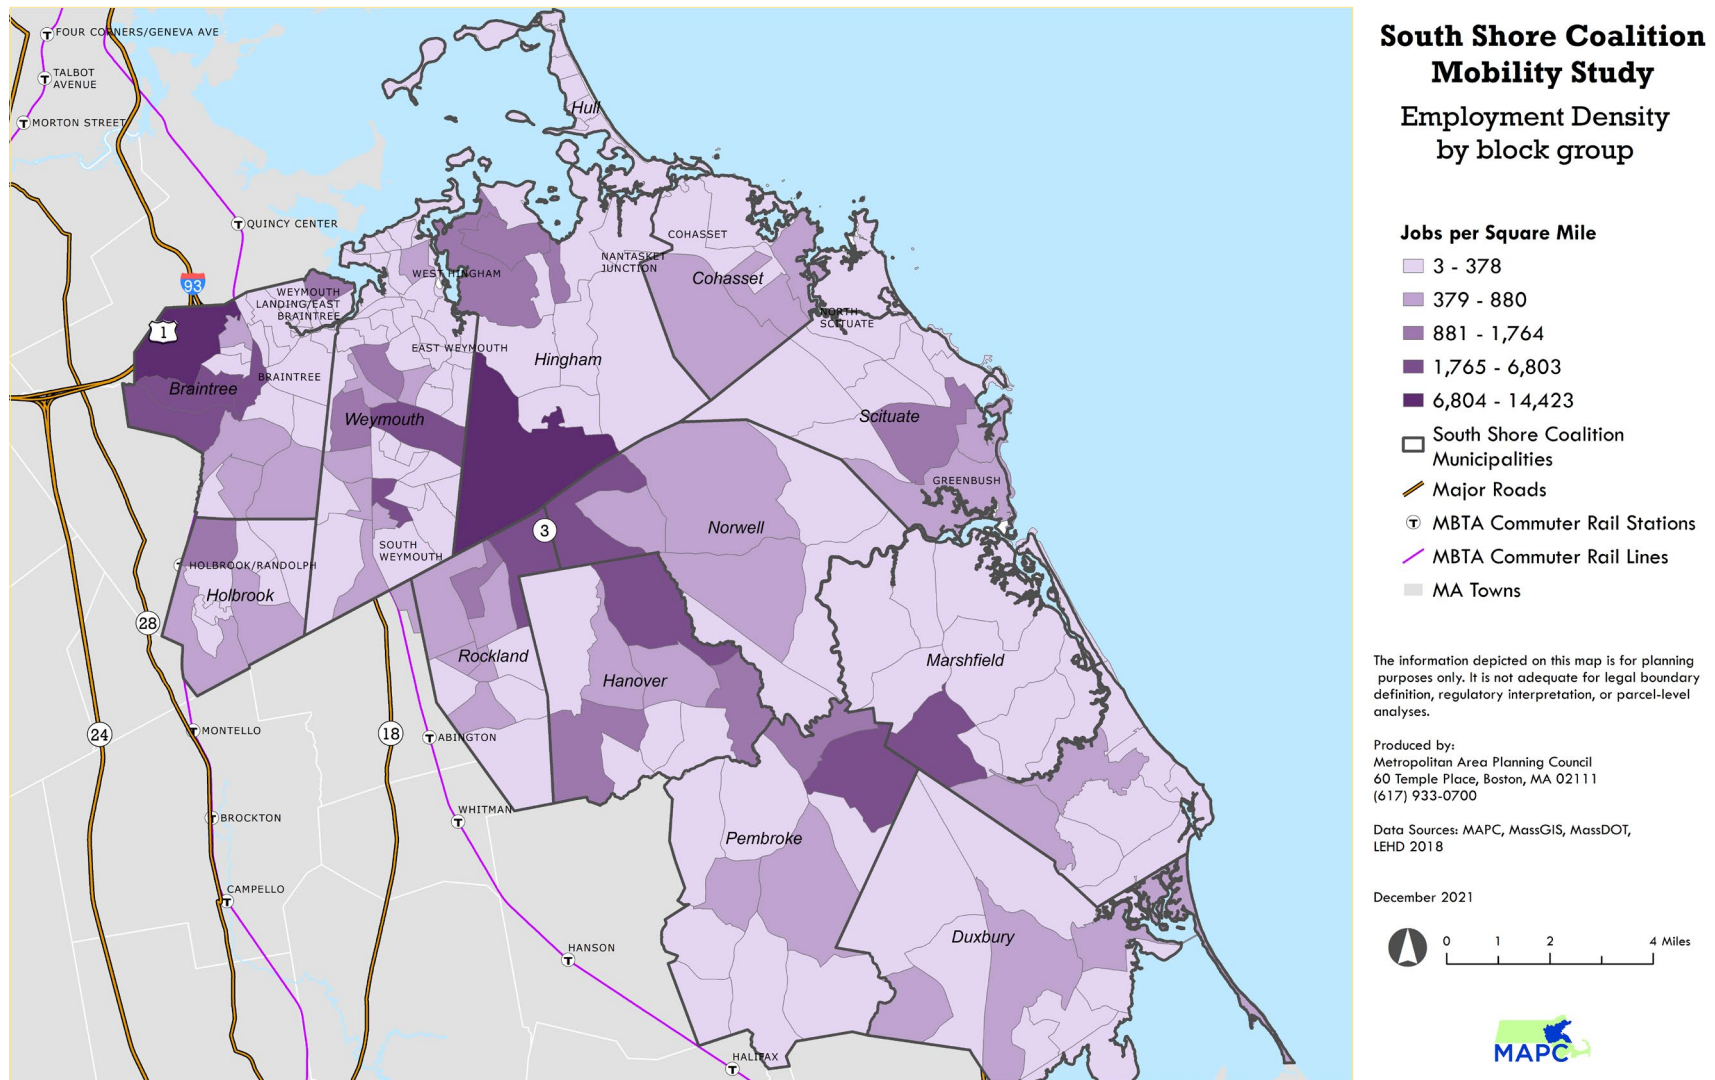 FOUR CORNERS/GENEVA AVE
TALBOT
AVENUE
MORTON STREET
Hull
QUINCY CENTER
COHASSET
NANTASKET
JUNCTION
WEST HINGHAM
Cohasset
93
WEYMOUTH
LANDING/EAST
BRAINTREE
NORTH
SCITUATE
1
EAST WEYMOUTH
Hingham
BRAINTREE
Braintree
Weymouth
Scituate
GREENBUSH
3
Norwell
SOUTH
WEYMOUTH
HOLBROOK/RANDOLPH
Holbrook
28
Rockland
Marshfield
Hanover
MONTELLO
24
18
ABINGTON
WHITMAN
BROCKTON
Pembroke
CAMPELLO
Duxbury
HANSON
HALIFAX
South Shore Coalition
Mobility Study
Employment Density
by block group
Jobs per Square Mile
3 - 378
379 - 880
881 - 1,764
1,765 - 6,803
6,804 - 14,423
South Shore Coalition
Municipalities
Major Roads
MBTA Commuter Rail Stations
MBTA Commuter Rail Lines
MA Towns
The information depicted on this map is for planning
purposes only. It is not adequate for legal boundary
definition, regulatory interpretation, or parcel-level
analyses.
Produced by:
Metropolitan Area Planning Council
60 Temple Place, Boston, MA 02111
(617) 933-0700
Data Sources: MAPC, MassGIS, MassDOT,
LEHD 2018
December 2021
0 1 2 4 Miles
MAPC